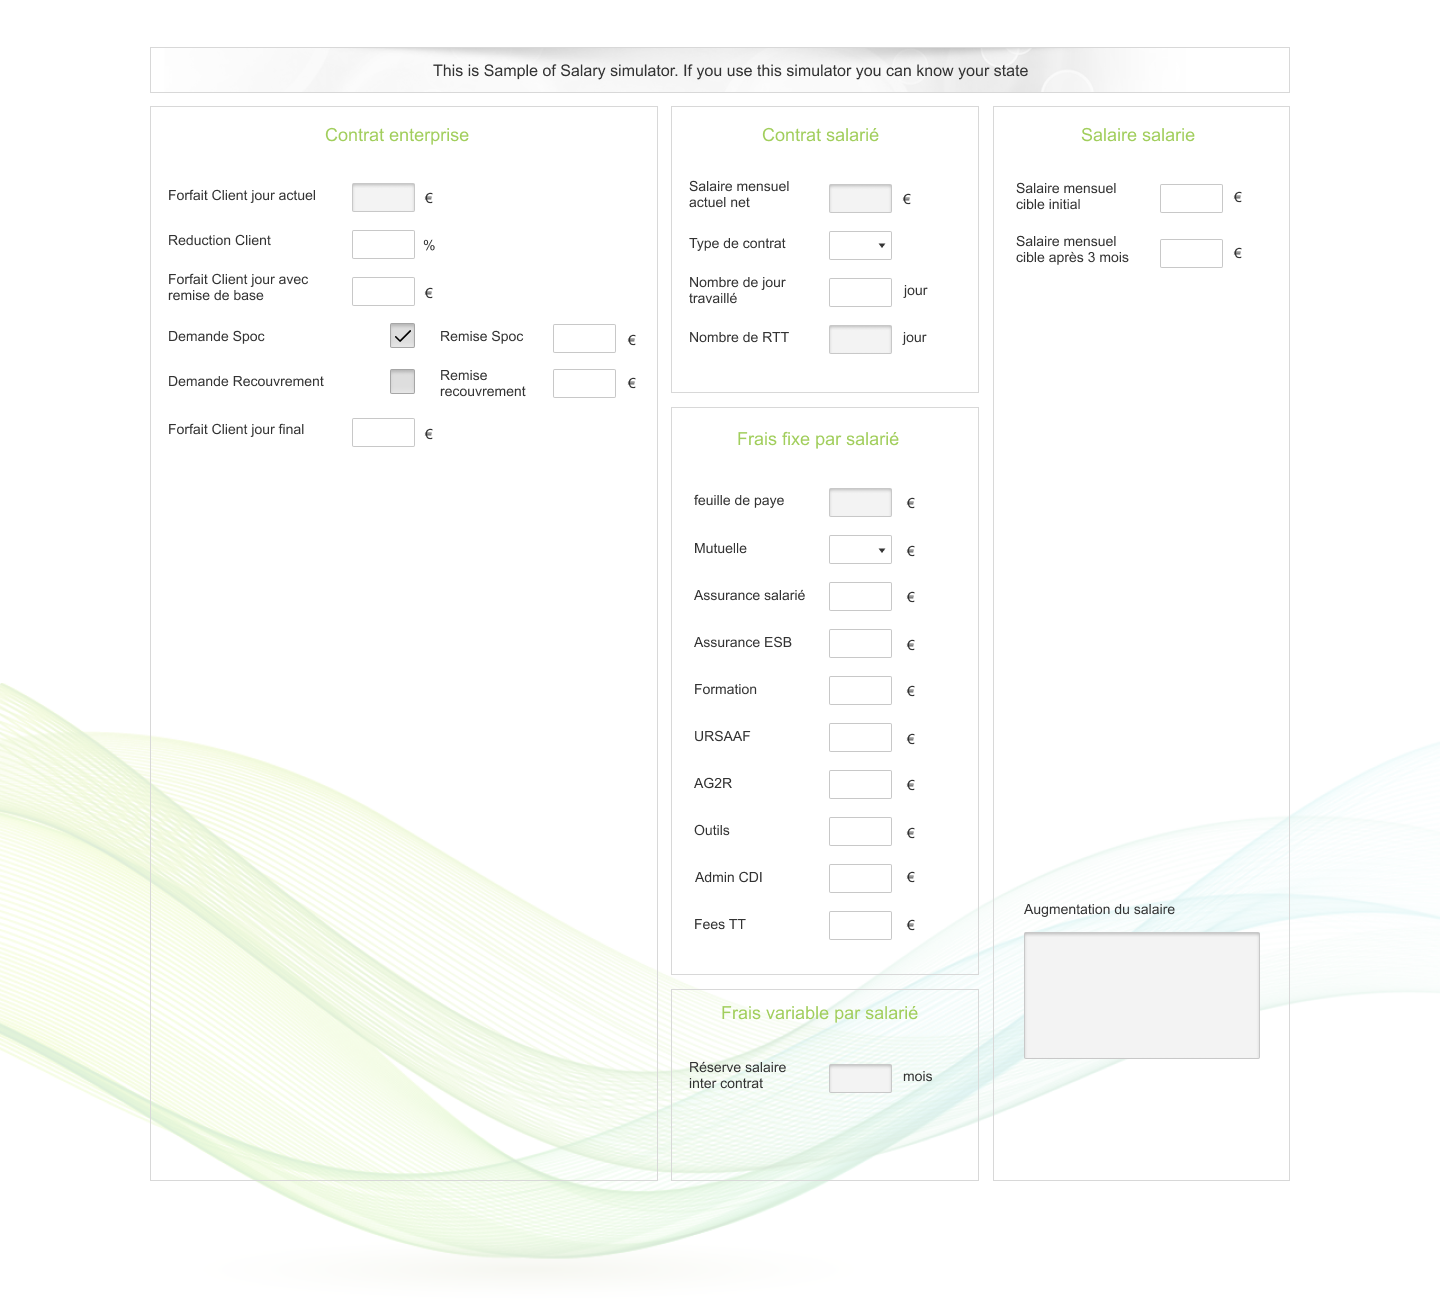 This is Sample of Salary simulator. If you use this simulator you can know your state
Contrat enterprise
Forfait Client jour actuel €
Reduction Client %
Forfait Client jour avec
remise de base €
Demande Spoc Remise Spoc €
Demande Recouvrement Remise
recouvrement €
Forfait Client jour final €
Contrat salarié
Salaire mensuel
actuel net €
Type de contrat
Nombre de jour
travaillé jour
Nombre de RTT jour
Frais fixe par salarié
feuille de paye €
Mutuelle €
Assurance salarié €
Assurance ESB €
Formation €
URSAAF €
AG2R €
Outils €
Admin CDI €
Fees TT €
Frais variable par salarié
Réserve salaire
inter contrat mois
Salaire salarie
Salaire mensuel
cible initial €
Salaire mensuel
cible après 3 mois €
Augmentation du salaire